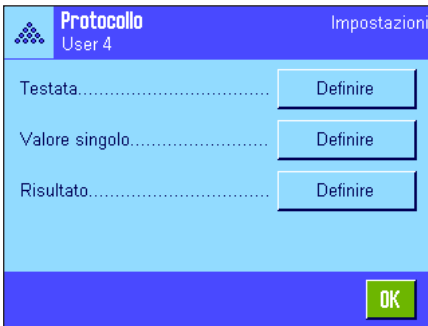 Protocollo Impostazioni
User 4
Testata.................................. Definire
Valore singolo......................... Definire
Risultato................................ Definire
OK